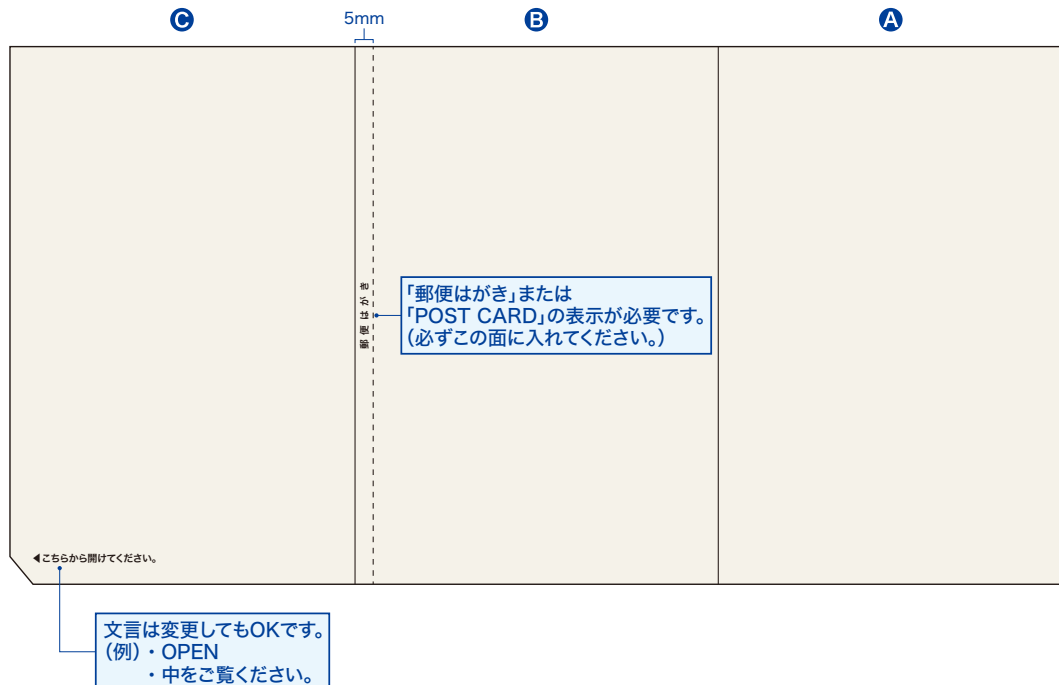 C
5mm
B
A
郵便はがき
「郵便はがき」または
「POST CARD」の表示が必要です。
（必ずこの面に入れてください。）
◀こちらから開けてください。
文言は変更してもOKです。
（例）・OPEN
・中をご覧ください。